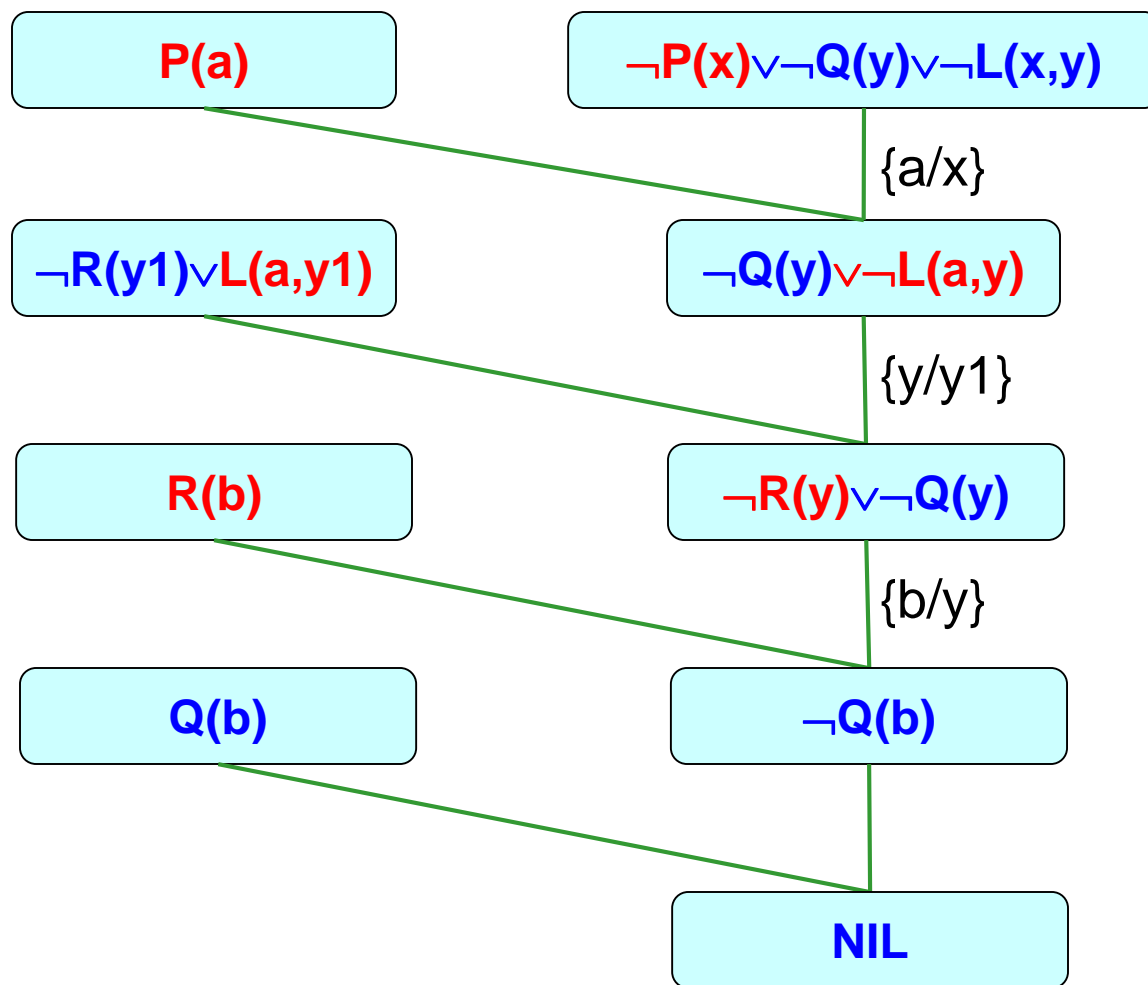 P(a) ¬P(x)∨¬Q(y)∨¬L(x,y)
{a/x}
¬R(y1)∨L(a,y1) ¬Q(y)∨¬L(a,y)
{y/y1}
R(b) ¬R(y)∨¬Q(y)
{b/y}
Q(b) ¬Q(b)
NIL